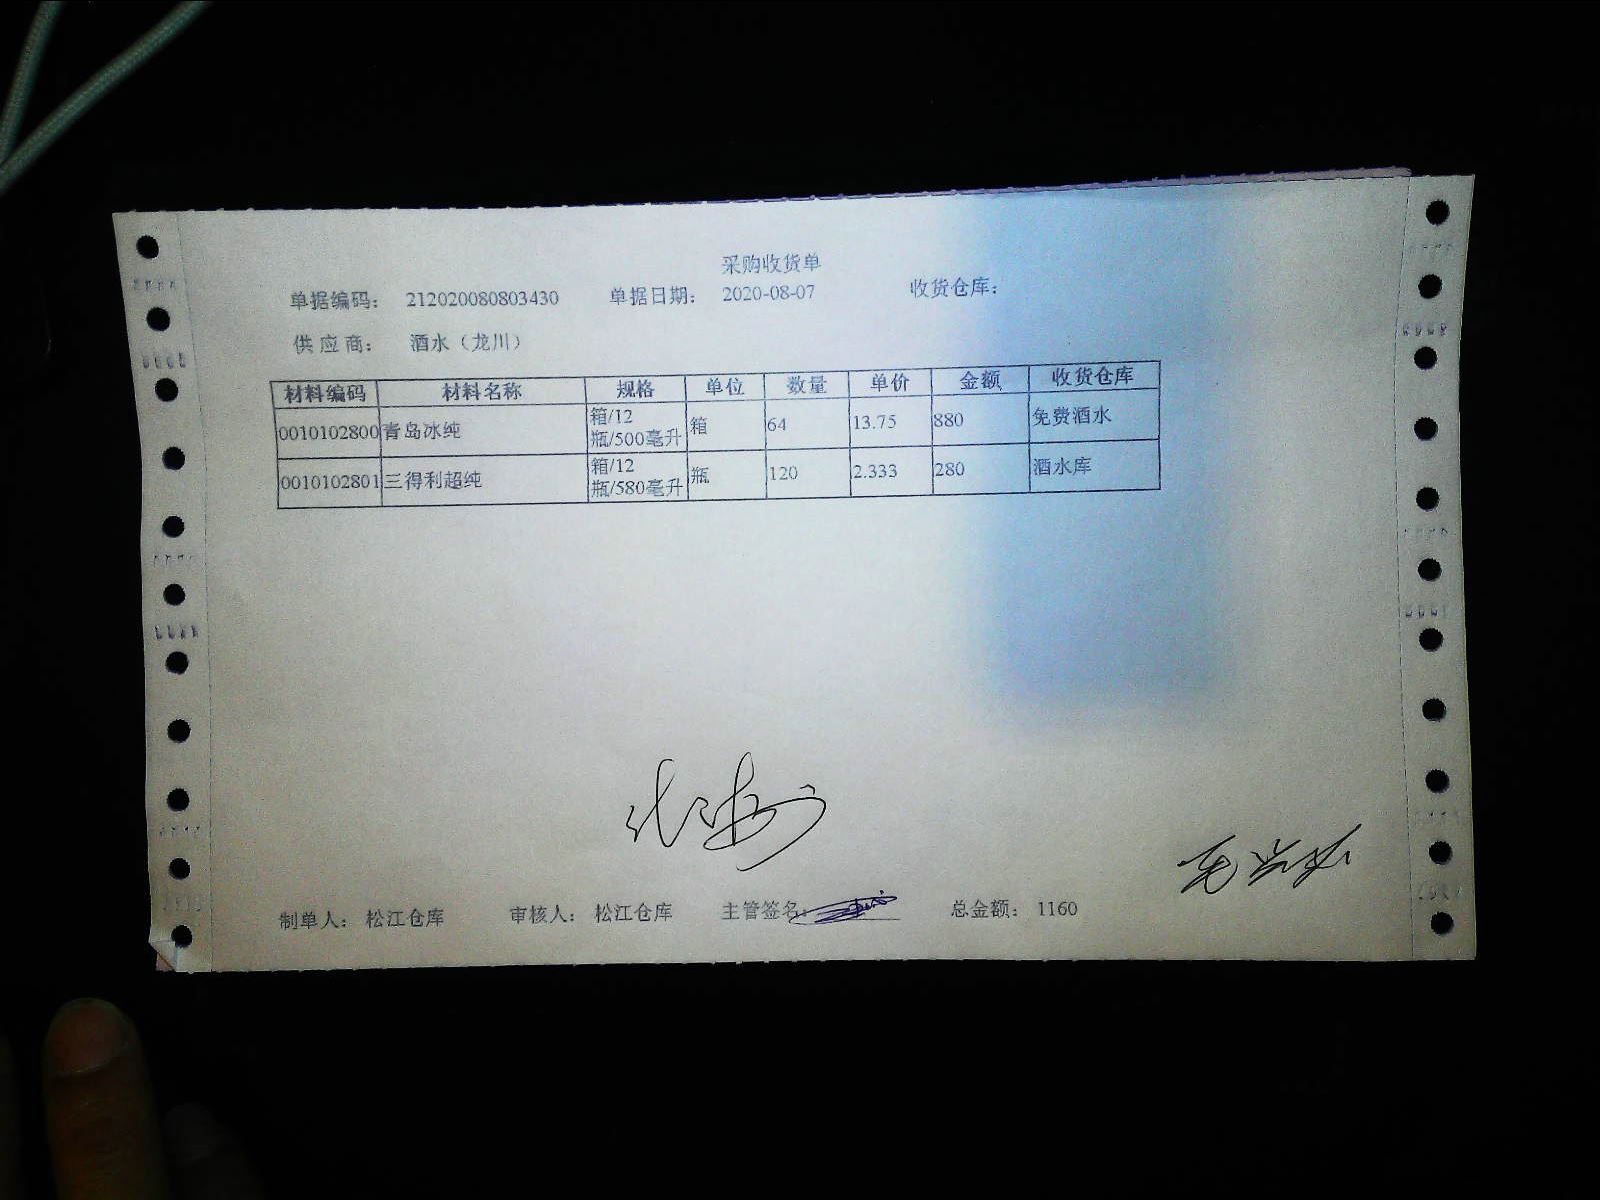 采购收货单
单据编码： 212020080803430 单据日期： 2020-08-07 收货仓库：
供应商： 酒水（龙川）
材料编码 材料名称 规格 单位 数量 单价 金额 收货仓库
0010102800 青岛冰纯 箱/12瓶/500毫升 箱 64 13.75 880 免费酒水
0010102801 三得利超纯 箱/12瓶/580毫升 瓶 120 2.333 280 酒水库
制单人： 松江仓库 审核人： 松江仓库 主管签名： 总金额： 1160